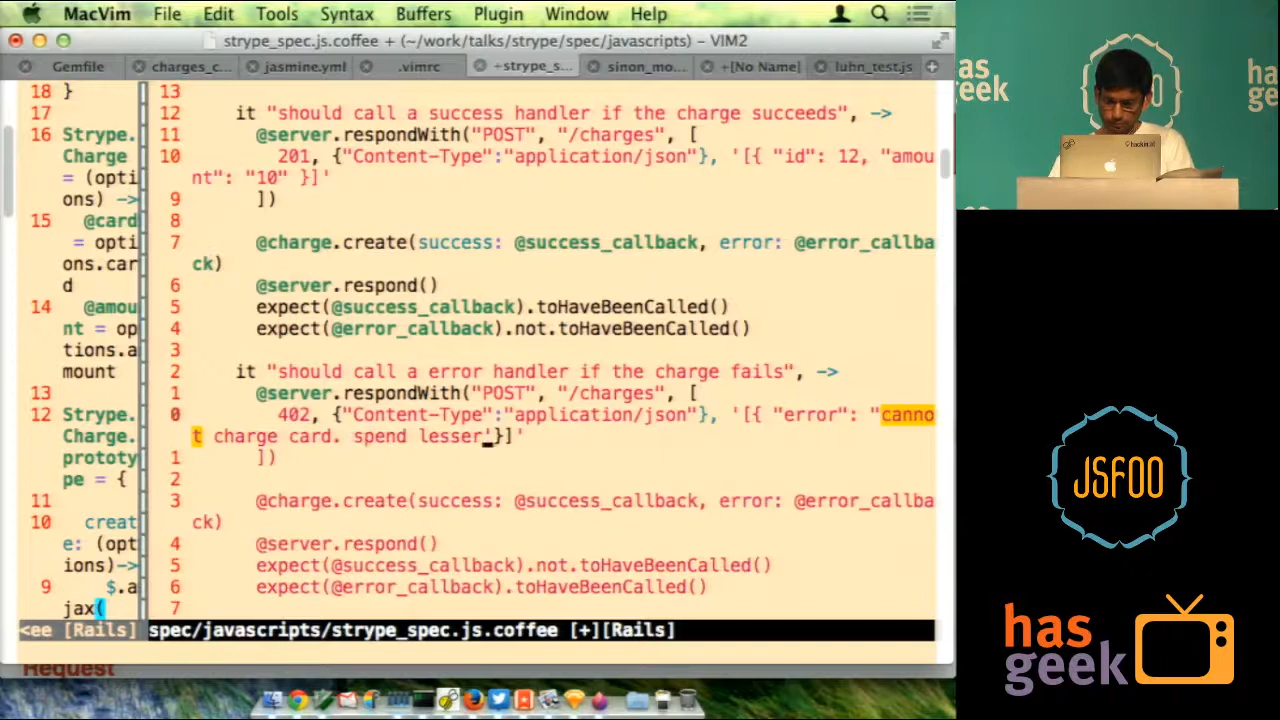 MacVim File Edit Tools Syntax Buffers Plugin Window Help
strype_spec.js.coffee + (~/work/talks/strype/spec/javascripts) - VIM2
Gemfile charges_c... jasmine.yml .vimrc +strype_s... sinon_mo... +[No Name] luhn_test.js
18 }
17
16 Strype.
Charge
= (opti
ons) ->
15 @card
= opti
ons.car
d
14 @amou
nt = op
tions.a
mount
13
12 Strype.
Charge.
prototy
pe = {
11
10 creat
e: (opt
ions)->
9 $.a
jax(
13
12 it "should call a success handler if the charge succeeds", ->
11 @server.respondWith("POST", "/charges", [
10 201, {"Content-Type":"application/json"}, '[{ "id": 12, "amou
nt": "10" }]'
9 ])
8
7 @charge.create(success: @success_callback, error: @error_callba
ck)
6 @server.respond()
5 expect(@success_callback).toHaveBeenCalled()
4 expect(@error_callback).not.toHaveBeenCalled()
3
2 it "should call a error handler if the charge fails", ->
1 @server.respondWith("POST", "/charges", [
0 402, {"Content-Type":"application/json"}, '[{ "error": "canno
t charge card. spend lesser'}]'
1 ])
2
3 @charge.create(success: @success_callback, error: @error_callba
ck)
4 @server.respond()
5 expect(@success_callback).not.toHaveBeenCalled()
6 expect(@error_callback).toHaveBeenCalled()
7
<ee [Rails] spec/javascripts/strype_spec.js.coffee [+][Rails]
Request
has
geek
JSFOO
has
geek